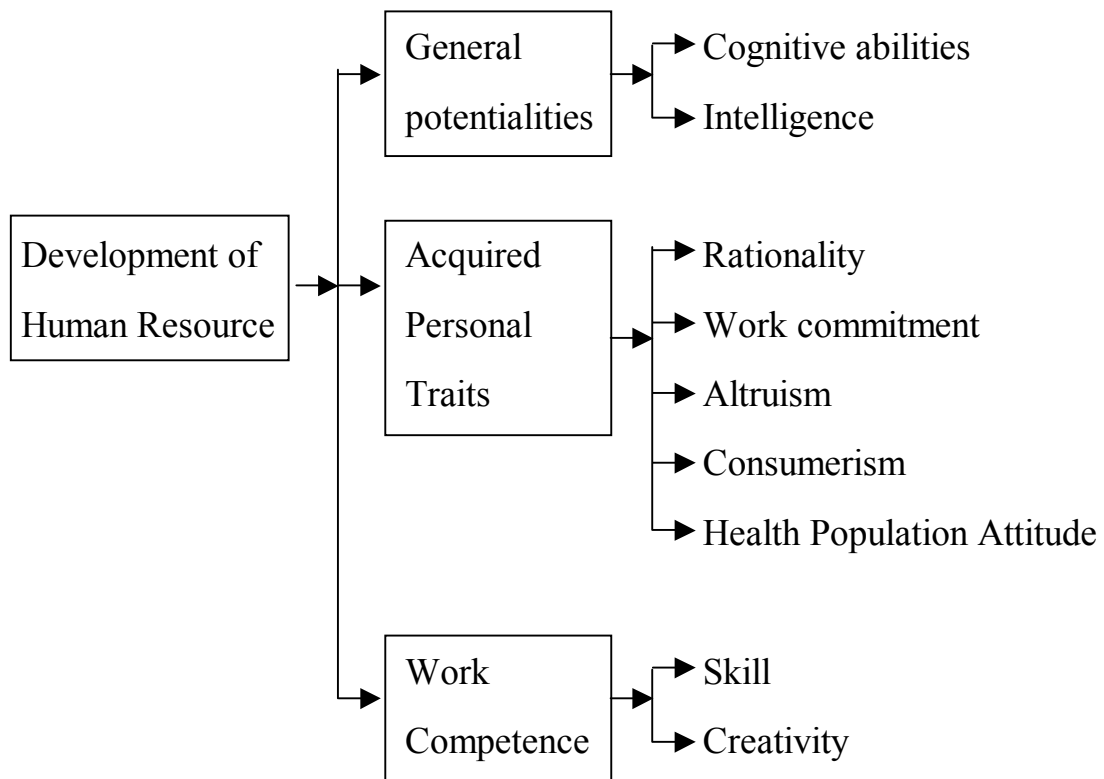 General
potentialities
Cognitive abilities
Intelligence
Development of
Human Resource
Acquired
Personal
Traits
Rationality
Work commitment
Altruism
Consumerism
Health Population Attitude
Work
Competence
Skill
Creativity